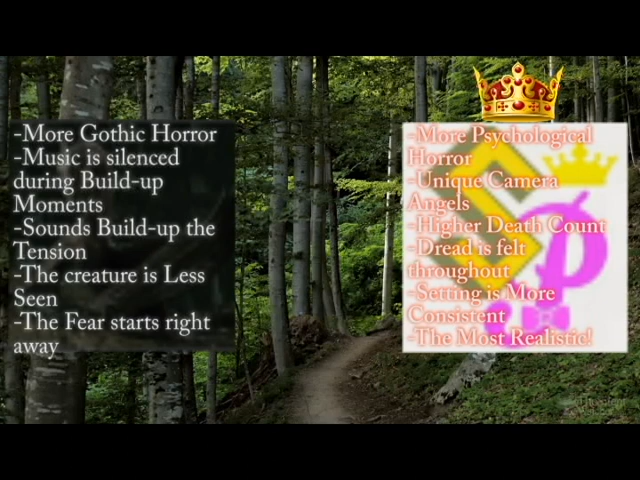 -More Gothic Horror
-Music is silenced
during Build-up
Moments
-Sounds Build-up the
Tension
-The creature is Less
Seen
-The Fear starts right
away
-More Psychological
Horror
-Unique Camera
Angels
-Higher Death Count
-Dread is felt
throughout
-Setting is More
Consistent
-The Most Realistic!